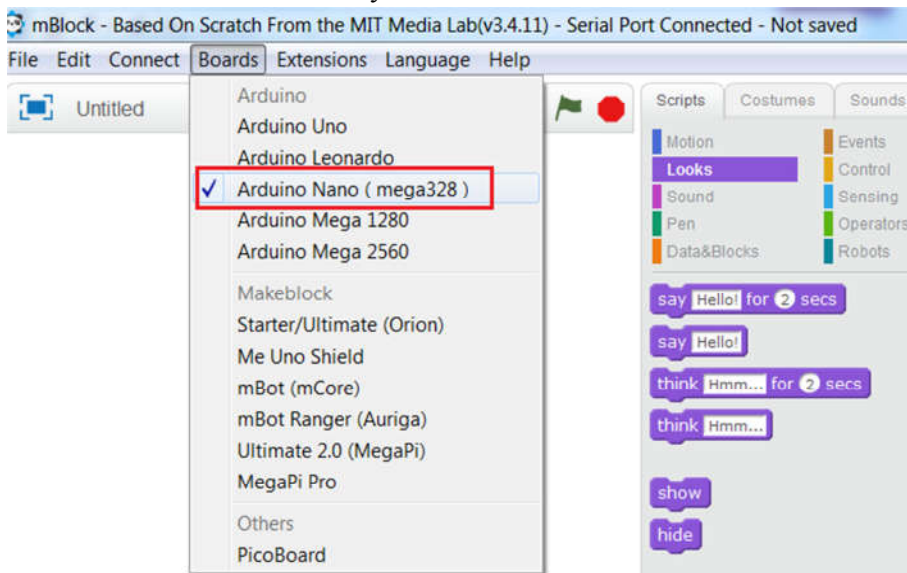 mBlock - Based On Scratch From the MIT Media Lab(v3.4.11) - Serial Port Connected - Not saved
File Edit Connect Boards Extensions Language Help
Untitled
Arduino
Arduino Uno
Arduino Leonardo
✓ Arduino Nano ( mega328 )
Arduino Mega 1280
Arduino Mega 2560
Makeblock
Starter/Ultimate (Orion)
Me Uno Shield
mBot (mCore)
mBot Ranger (Auriga)
Ultimate 2.0 (MegaPi)
MegaPi Pro
Others
PicoBoard
Scripts Costumes Sounds
Motion Events
Looks Control
Sound Sensing
Pen Operators
Data&Blocks Robots
say Hello! for 2 secs
say Hello!
think Hmm... for 2 secs
think Hmm...
show
hide